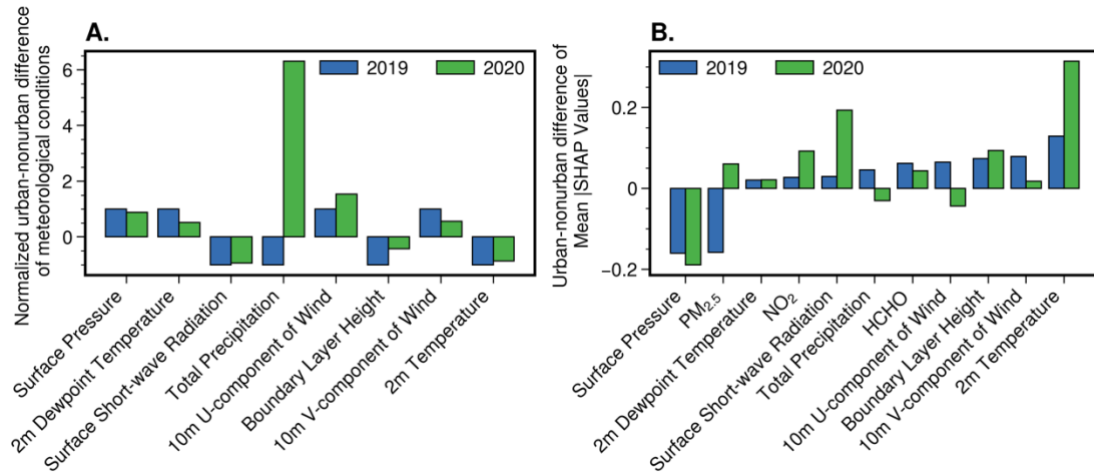 A.
Normalized urban-nonurban difference
of meteorological conditions
6
4
2
0
2019
2020
Surface Pressure
2m Dewpoint Temperature
Surface Short-wave Radiation
Total Precipitation
10m U-component of Wind
Boundary Layer Height
10m V-component of Wind
2m Temperature
B.
Urban-nonurban difference of
Mean |SHAP Values|
0.2
0
−0.2
2019
2020
Surface Pressure
PM2.5
2m Dewpoint Temperature
NO2
Surface Short-wave Radiation
Total Precipitation
HCHO
10m U-component of Wind
Boundary Layer Height
10m V-component of Wind
2m Temperature